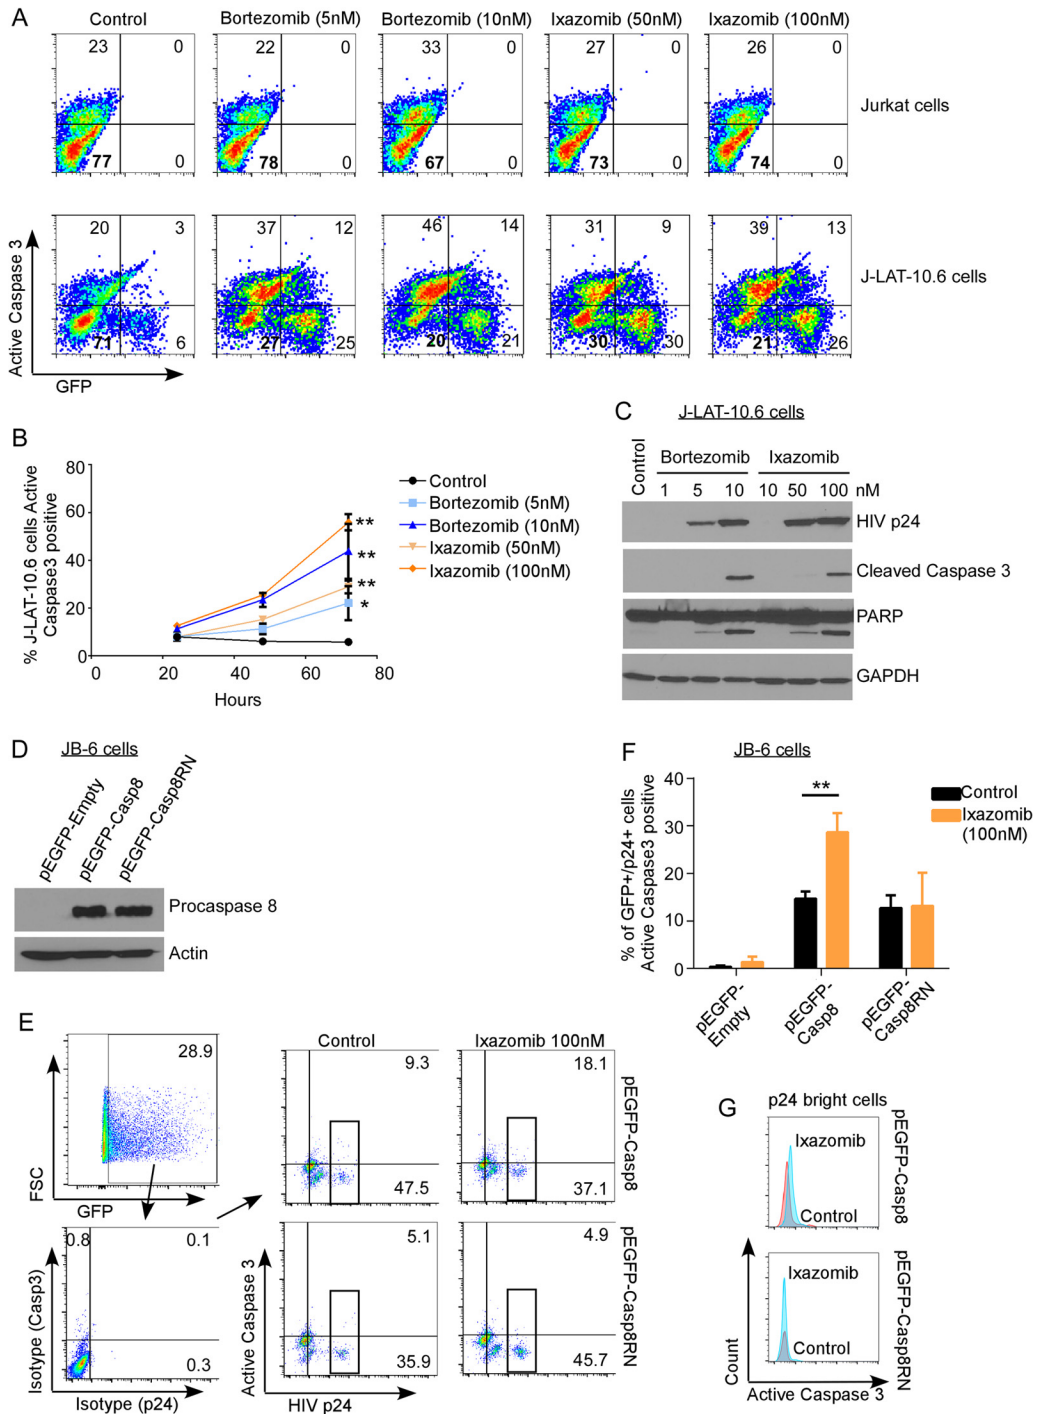 A
Control
Bortezomib (5nM)
Bortezomib (10nM)
Ixazomib (50nM)
Ixazomib (100nM)
23 0
22 0
33 0
27 0
26 0
Jurkat cells
77 0
78 0
67 0
73 0
74 0
20 3
37 12
46 14
31 9
39 13
J-LAT-10.6 cells
71 6
27 25
20 21
30 30
21 26
Active Caspase 3
GFP
B
% J-LAT-10.6 cells Active
Caspase3 positive
80
60
40
20
0
0 20 40 60 80
Hours
**
**
**
*
Control
Bortezomib (5nM)
Bortezomib (10nM)
Ixazomib (50nM)
Ixazomib (100nM)
C
J-LAT-10.6 cells
Control
Bortezomib
Ixazomib
1 5 10 10 50 100 nM
HIV p24
Cleaved Caspase 3
PARP
GAPDH
D
JB-6 cells
pEGFP-Empty
pEGFP-Casp8
pEGFP-Casp8RN
Procaspase 8
Actin
F
JB-6 cells
% of GFP+/p24+ cells
Active Caspase3 positive
40
30
20
10
0
**
Control
Ixazomib
(100nM)
pEGFP-
Empty
pEGFP-
Casp8
pEGFP-
Casp8RN
E
28.9
FSC
GFP
0.8 0.1
0.3
Isotype (Casp3)
Isotype (p24)
Control
Ixazomib 100nM
9.3
47.5
18.1
37.1
pEGFP-Casp8
5.1
35.9
4.9
45.7
pEGFP-Casp8RN
Active Caspase 3
HIV p24
G
p24 bright cells
Ixazomib
Control
pEGFP-Casp8
Ixazomib
Control
pEGFP-Casp8RN
Count
Active Caspase 3